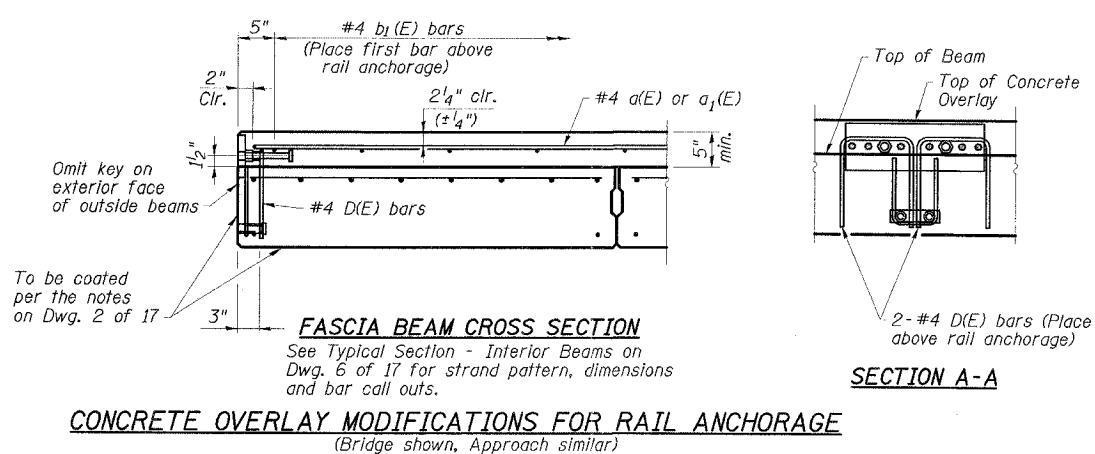 5"
#4 b1(E) bars
(Place first bar above
rail anchorage)
2"
Clr.
2¼" clr.
(±¼")
#4 a(E) or a1(E)
1½"
5"
min.
Omit key on
exterior face
of outside beams
#4 D(E) bars
To be coated
per the notes
on Dwg. 2 of 17
3"
FASCIA BEAM CROSS SECTION
See Typical Section - Interior Beams on
Dwg. 6 of 17 for strand pattern, dimensions
and bar call outs.
Top of Beam
Top of Concrete
Overlay
2-#4 D(E) bars (Place
above rail anchorage)
SECTION A-A
CONCRETE OVERLAY MODIFICATIONS FOR RAIL ANCHORAGE
(Bridge shown, Approach similar)